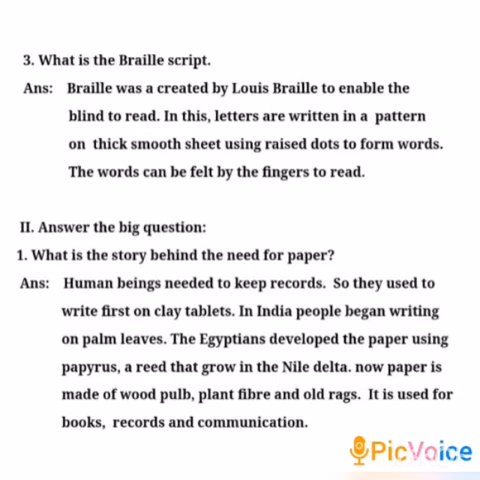 3. What is the Braille script.
Ans: Braille was a created by Louis Braille to enable the
blind to read. In this, letters are written in a pattern
on thick smooth sheet using raised dots to form words.
The words can be felt by the fingers to read.
II. Answer the big question:
1. What is the story behind the need for paper?
Ans: Human beings needed to keep records. So they used to
write first on clay tablets. In India people began writing
on palm leaves. The Egyptians developed the paper using
papyrus, a reed that grow in the Nile delta. now paper is
made of wood pulb, plant fibre and old rags. It is used for
books, records and communication.
PicVoice